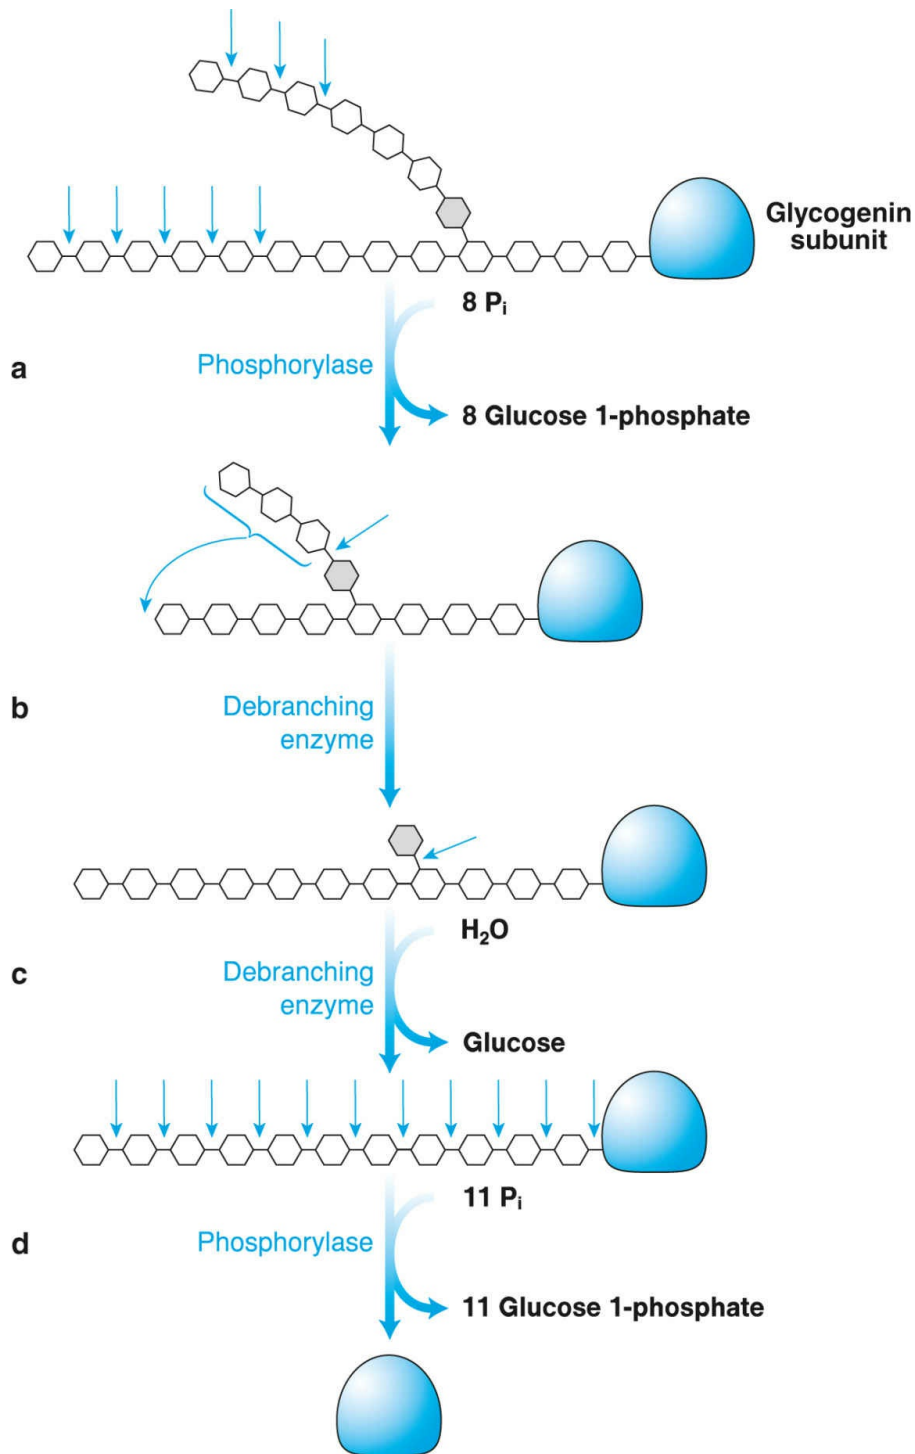 Glycogenin
subunit
8 Pi
a
Phosphorylase
8 Glucose 1-phosphate
b
Debranching
enzyme
H₂O
c
Debranching
enzyme
Glucose
11 Pi
d
Phosphorylase
11 Glucose 1-phosphate